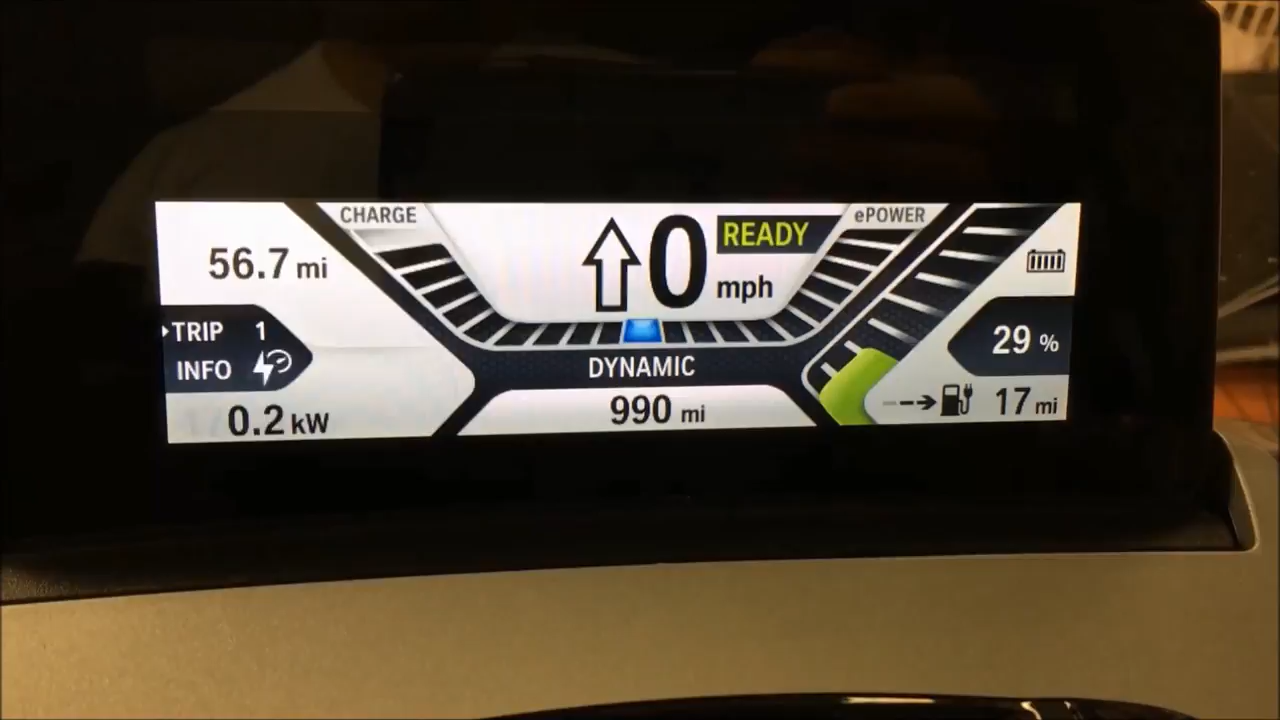 CHARGE
ePOWER
56.7 mi
0
READY
mph
TRIP 1
INFO
0.2 kW
DYNAMIC
990 mi
29 %
17 mi